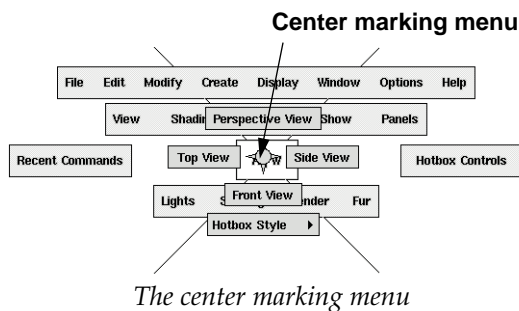 Center marking menu
File Edit Modify Create Display Window Options Help
View Perspective View Show Panels
Recent Commands Top View Side View Hotbox Controls
Lights Front View Fur
Hotbox Style
The center marking menu